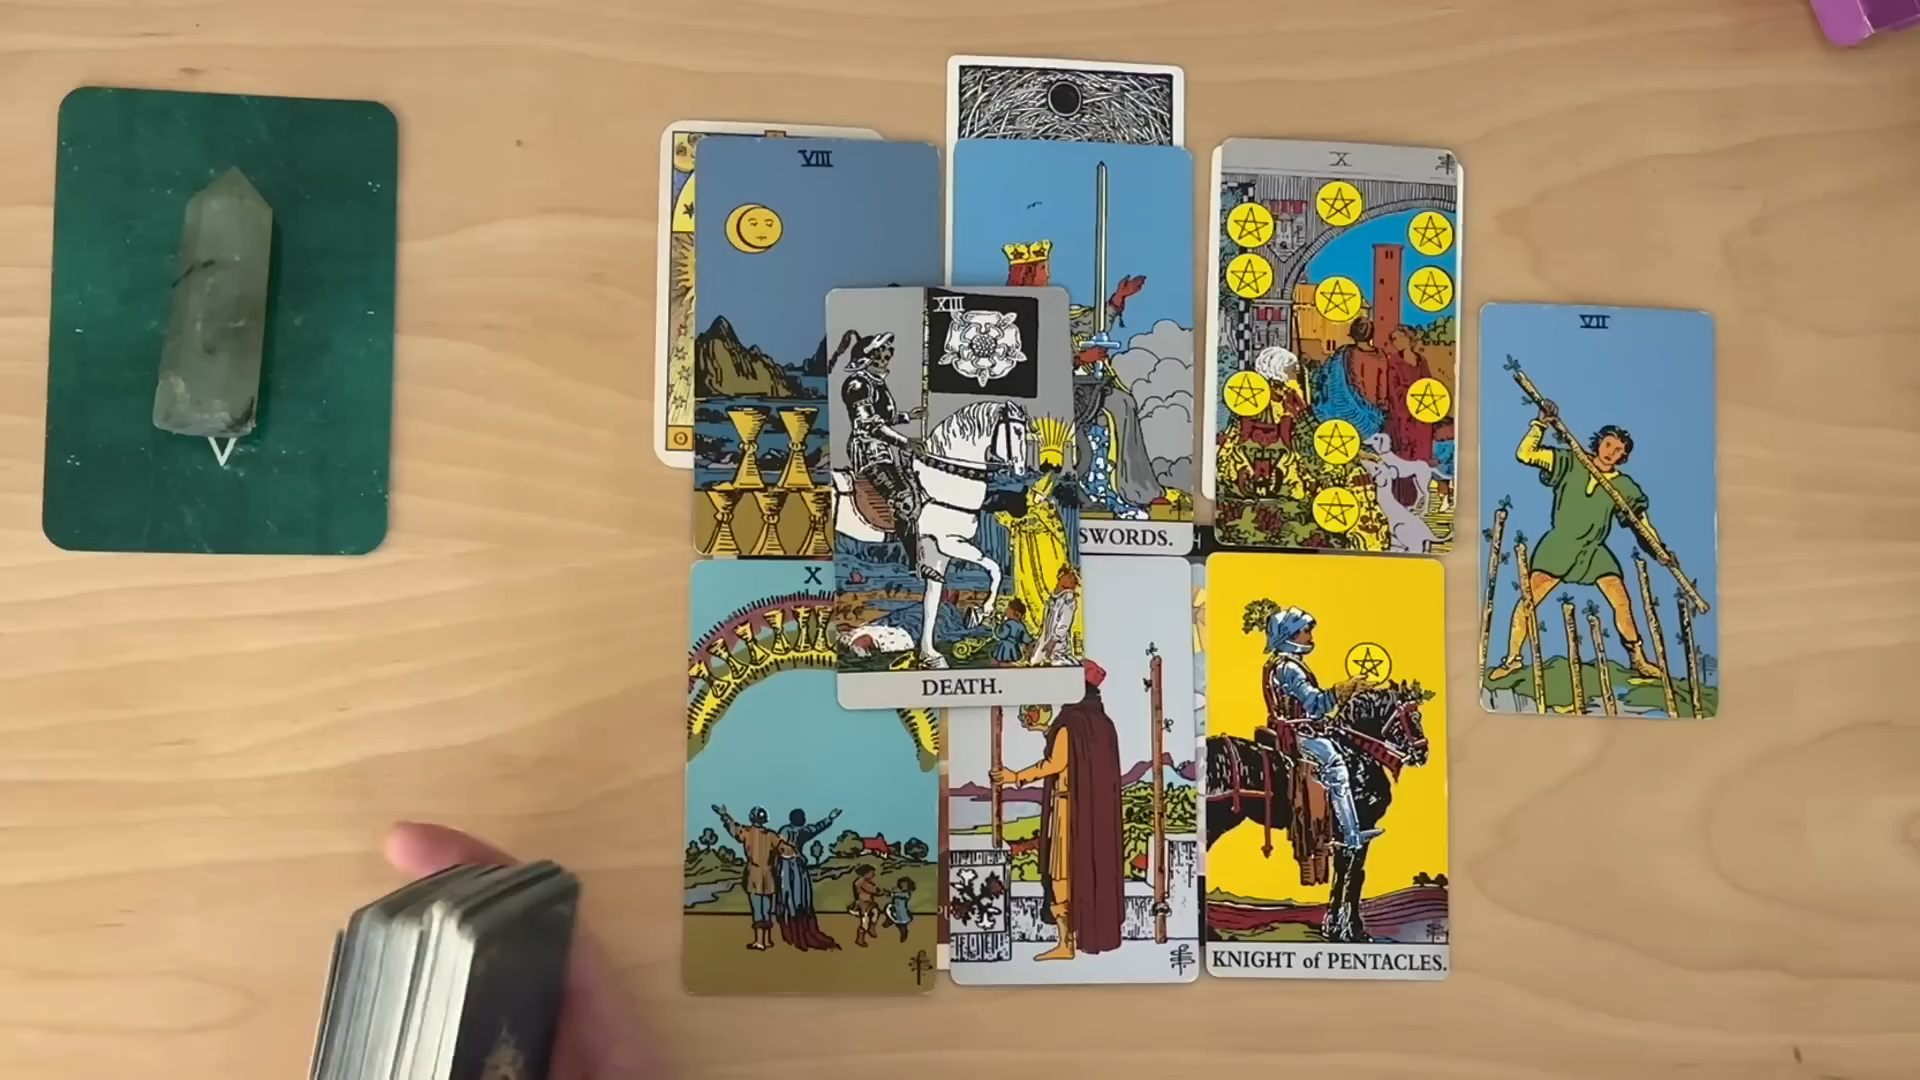 VIII
X
VII
XIII
SWORDS.
X
DEATH.
V
KNIGHT of PENTACLES.